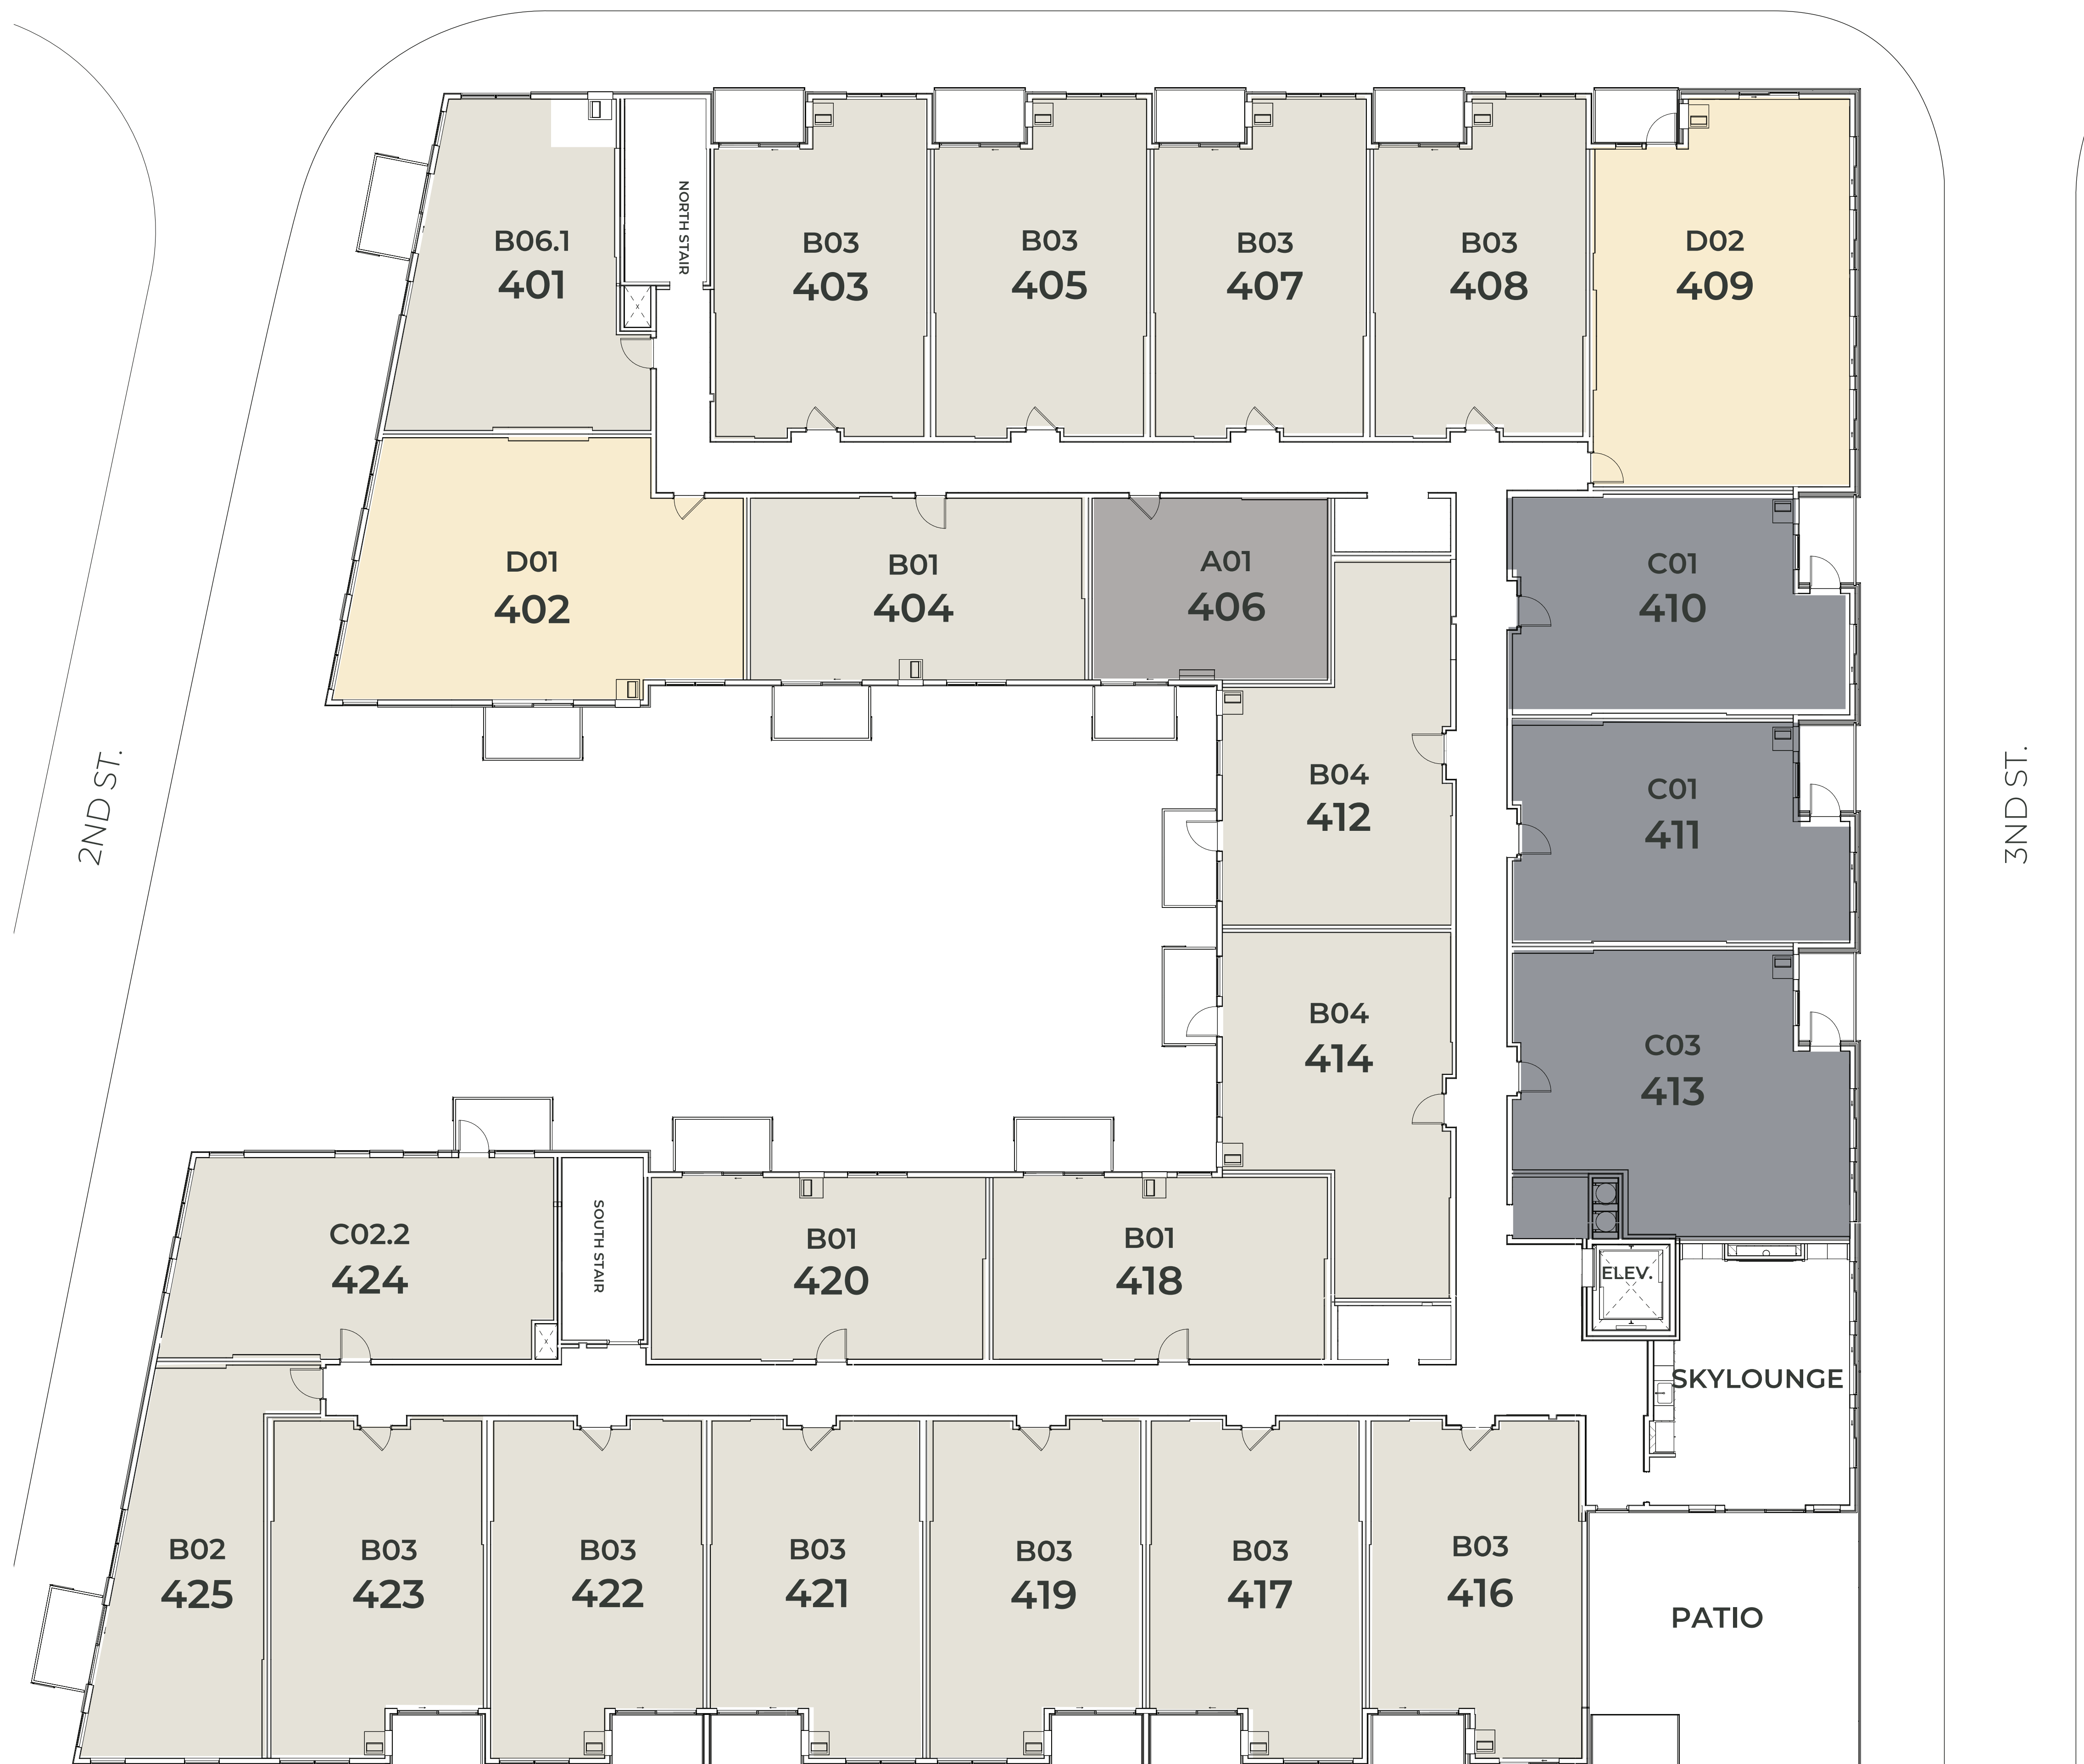 B06.1
401
NORTH STAIR
B03
403
B03
405
B03
407
B03
408
D02
409
D01
402
B01
404
A01
406
C01
410
2ND ST.
B04
412
C01
411
3ND ST.
B04
414
C03
413
C02.2
424
SOUTH STAIR
B01
420
B01
418
ELEV.
SKYLOUNGE
B02
425
B03
423
B03
422
B03
421
B03
419
B03
417
B03
416
PATIO